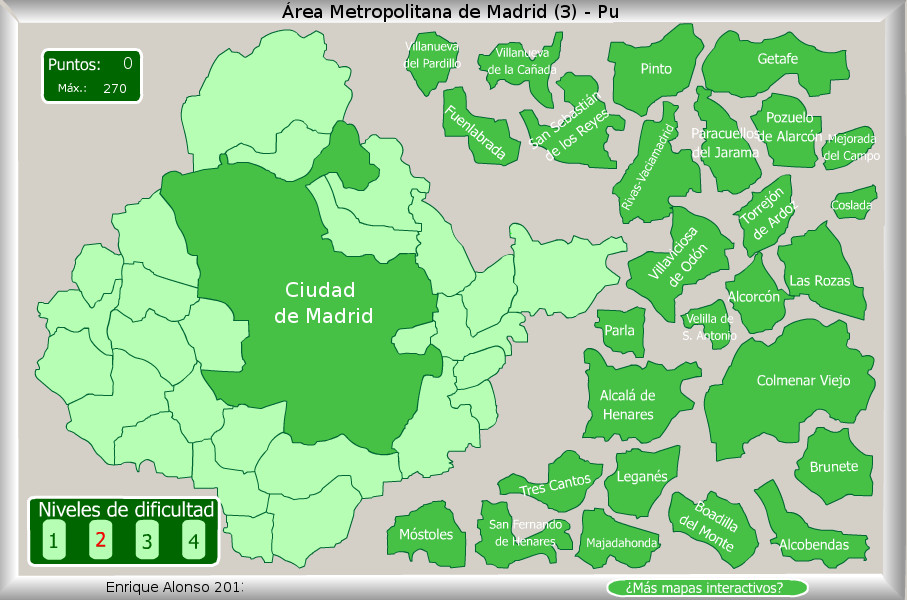 Área Metropolitana de Madrid (3) - Pu
Puntos: 0
Máx.: 270
Villanueva
del Pardillo
Villanueva
de la Cañada
Pinto
Getafe
Fuenlabrada
San Sebastián
de los Reyes
Rivas-Vaciamadrid
Paracuellos
del Jarama
Pozuelo
de Alarcón
Mejorada
del Campo
Torrejón
de Ardoz
Coslada
Villaviciosa
de Odón
Las Rozas
Alcorcón
Ciudad
de Madrid
Velilla de
S. Antonio
Parla
Colmenar Viejo
Alcalá de
Henares
Brunete
Leganés
Tres Cantos
Móstoles
San Fernando
de Henares
Majadahonda
Boadilla
del Monte
Alcobendas
Niveles de dificultad
1 2 3 4
Enrique Alonso 201
¿Más mapas interactivos?